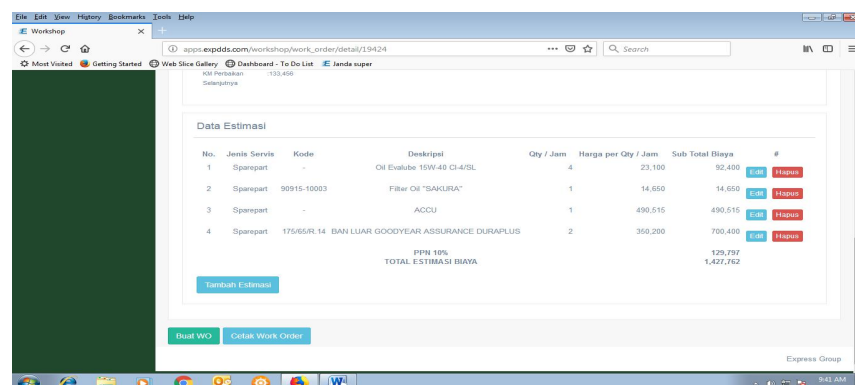 File Edit View History Bookmarks Tools Help
Workshop
apps.expdds.com/workshop/work_order/detail/19424
Search
Most Visited Getting Started Web Slice Gallery Dashboard - To Do List Janda super
KM Perbaikan :133,456
Selanjutnya
Data Estimasi
No. Jenis Servis Kode Deskripsi Qty / Jam Harga per Qty / Jam Sub Total Biaya #
1 Sparepart - Oil Evalube 15W-40 CI-4/SL 4 23,100 92,400 Edit Hapus
2 Sparepart 90915-10003 Filter Oil "SAKURA" 1 14,650 14,650 Edit Hapus
3 Sparepart - ACCU 1 490,515 490,515 Edit Hapus
4 Sparepart 175/65/R.14 BAN LUAR GOODYEAR ASSURANCE DURAPLUS 2 350,200 700,400 Edit Hapus
PPN 10% 129,797
TOTAL ESTIMASI BIAYA 1,427,762
Tambah Estimasi
Buat WO Cetak Work Order
Express Group
9:41 AM